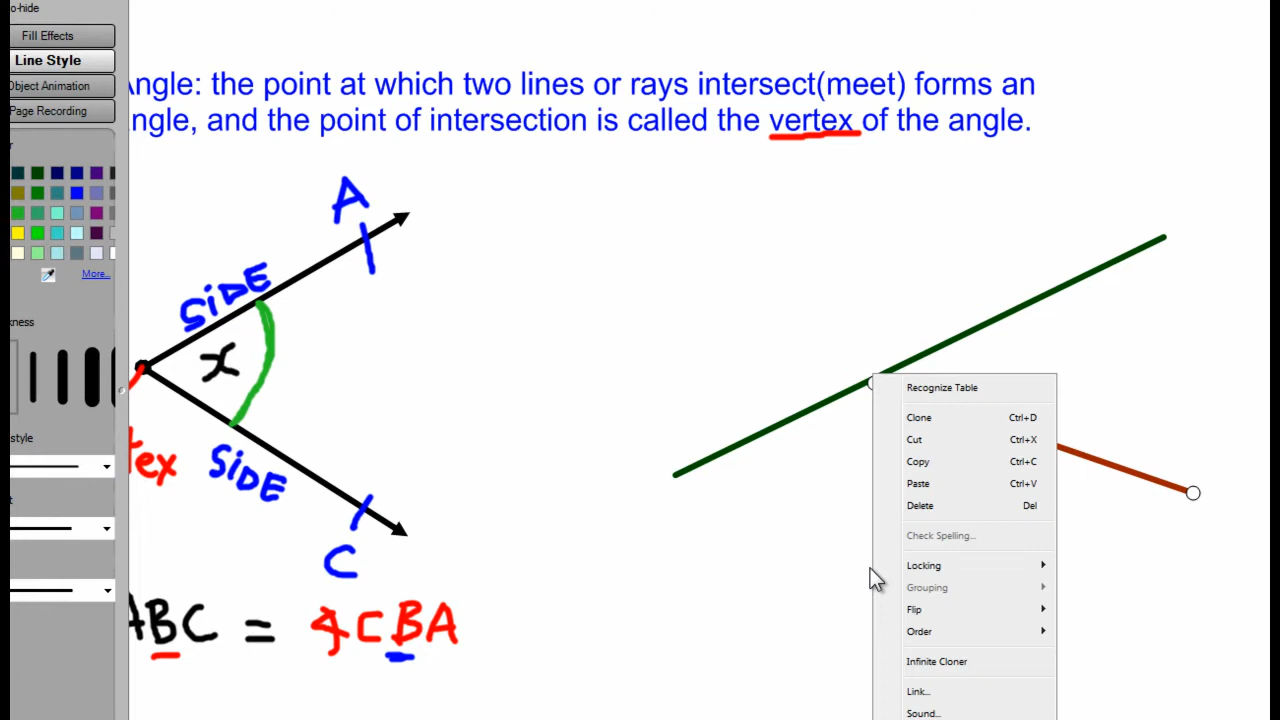 o-hide
Fill Effects
Line Style
Object Animation
Page Recording
More...
kness
style
Angle: the point at which two lines or rays intersect(meet) forms an
ngle, and the point of intersection is called the vertex of the angle.
A
SIDE
x
tex
SIDE
C
ABC = ∢CBA
Recognize Table
Clone Ctrl+D
Cut Ctrl+X
Copy Ctrl+C
Paste Ctrl+V
Delete Del
Check Spelling...
Locking
Grouping
Flip
Order
Infinite Cloner
Link...
Sound...